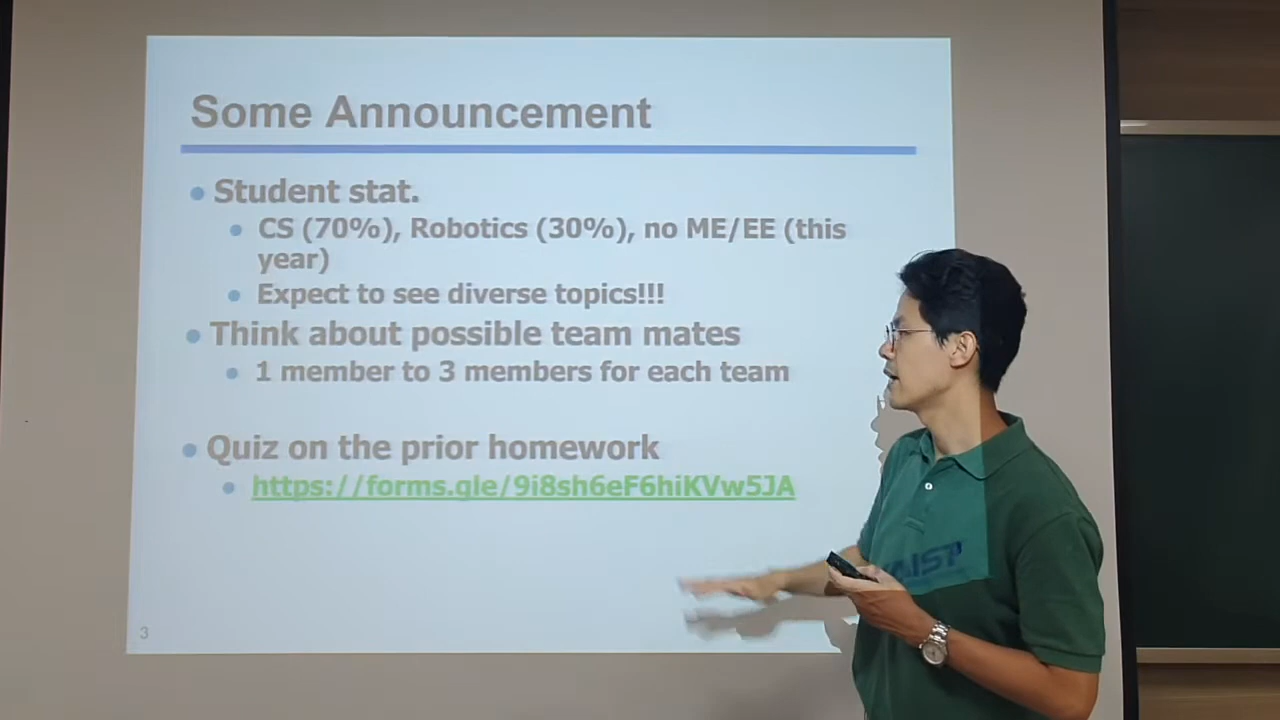 Some Announcement
Student stat.
CS (70%), Robotics (30%), no ME/EE (this
year)
Expect to see diverse topics!!!
Think about possible team mates
1 member to 3 members for each team
Quiz on the prior homework
https://forms.gle/9i8sh6eF6hiKVw5JA
3